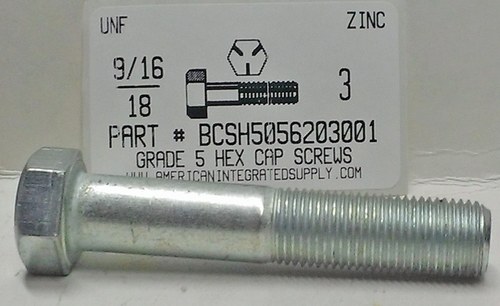 UNF ZINC
9/16
18
3
PART # BCSH5056203001
GRADE 5 HEX CAP SCREWS
WWW.AMERICANINTEGRATEDSUPPLY.COM